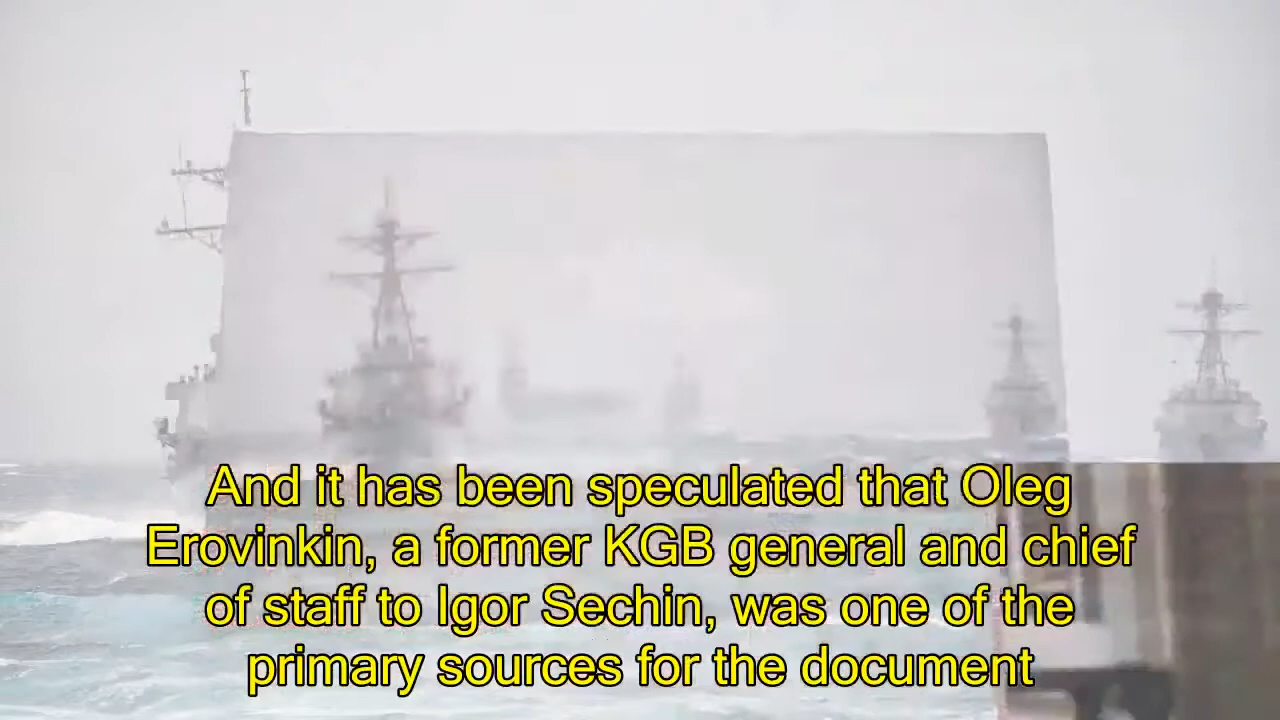 And it has been speculated that Oleg
Erovinkin, a former KGB general and chief
of staff to Igor Sechin, was one of the
primary sources for the document